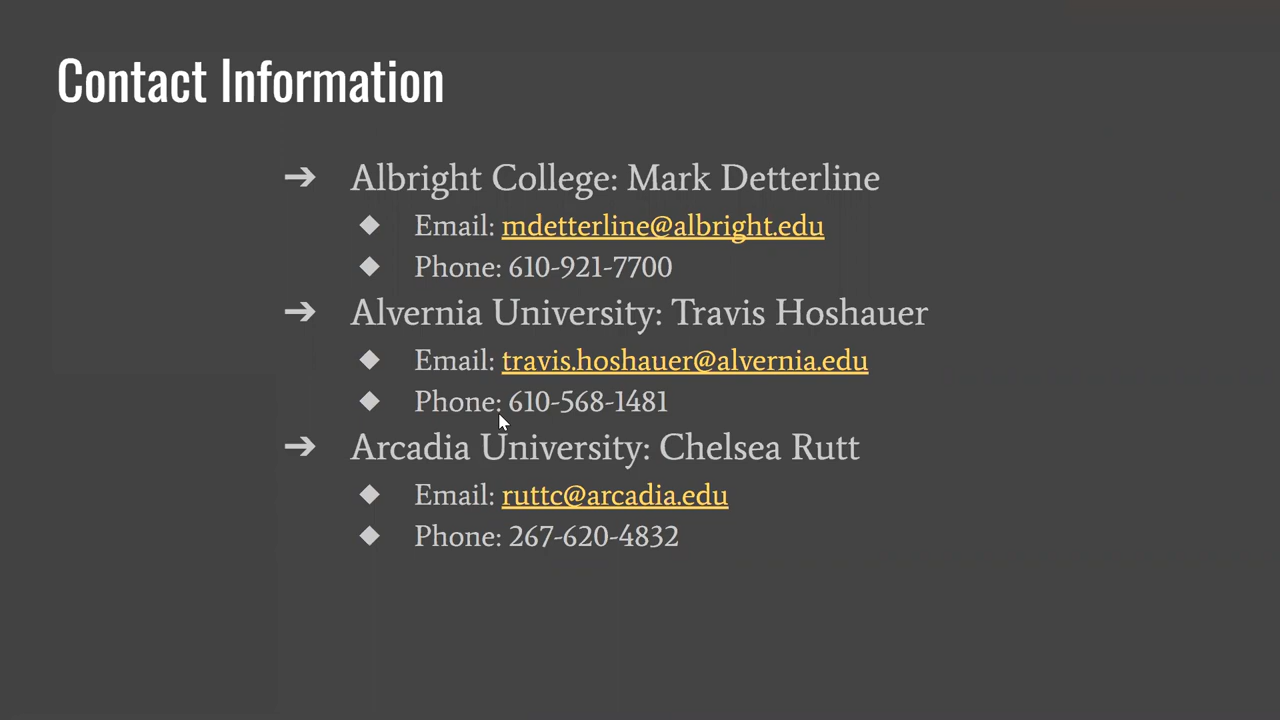 Contact Information
➔ Albright College: Mark Detterline
◆ Email: mdetterline@albright.edu
◆ Phone: 610-921-7700
➔ Alvernia University: Travis Hoshauer
◆ Email: travis.hoshauer@alvernia.edu
◆ Phone: 610-568-1481
➔ Arcadia University: Chelsea Rutt
◆ Email: ruttc@arcadia.edu
◆ Phone: 267-620-4832